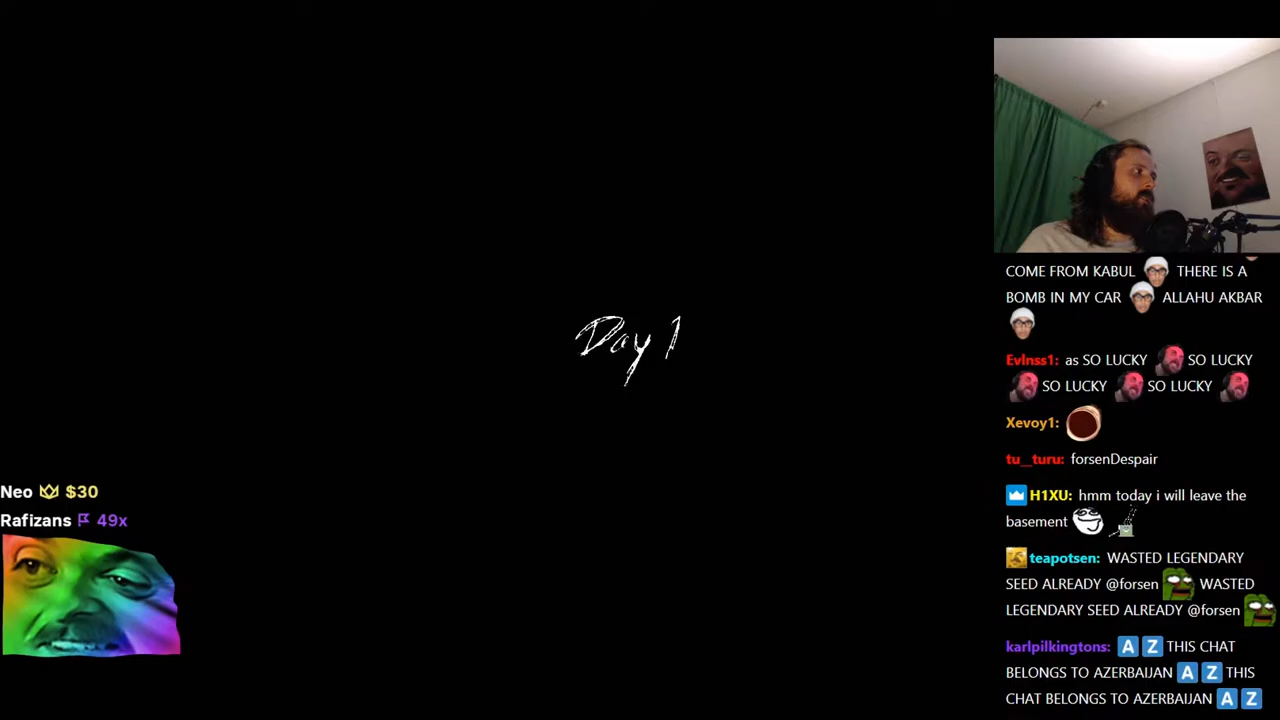 Day 1
Neo $30
Rafizans 49x
COME FROM KABUL THERE IS A
BOMB IN MY CAR ALLAHU AKBAR
Evlnss1: as SO LUCKY SO LUCKY
SO LUCKY SO LUCKY
Xevoy1:
tu__turu: forsenDespair
H1XU: hmm today i will leave the
basement
teapotsen: WASTED LEGENDARY
SEED ALREADY @forsen WASTED
LEGENDARY SEED ALREADY @forsen
karlpilkingtons: A Z THIS CHAT
BELONGS TO AZERBAIJAN A Z THIS
CHAT BELONGS TO AZERBAIJAN A Z